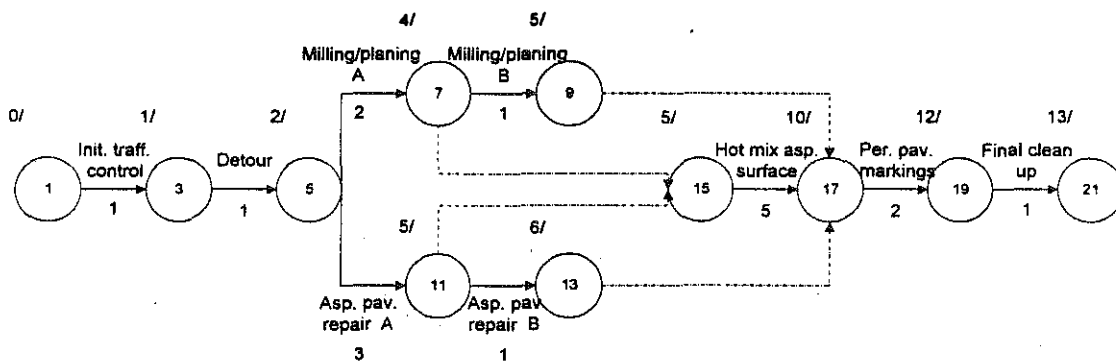 4/ 5/
Milling/planing Milling/planing
A B
7 9
2 1
0/ 1/ 2/ 5/ 10/ 12/ 13/
Init. traff. Detour Hot mix asp. Per. pav. Final clean
control surface markings up
1 3 5 15 17 19 21
1 1 5 2 1
5/ 6/
11 13
Asp. pav. Asp. pav.
repair A repair B
3 1